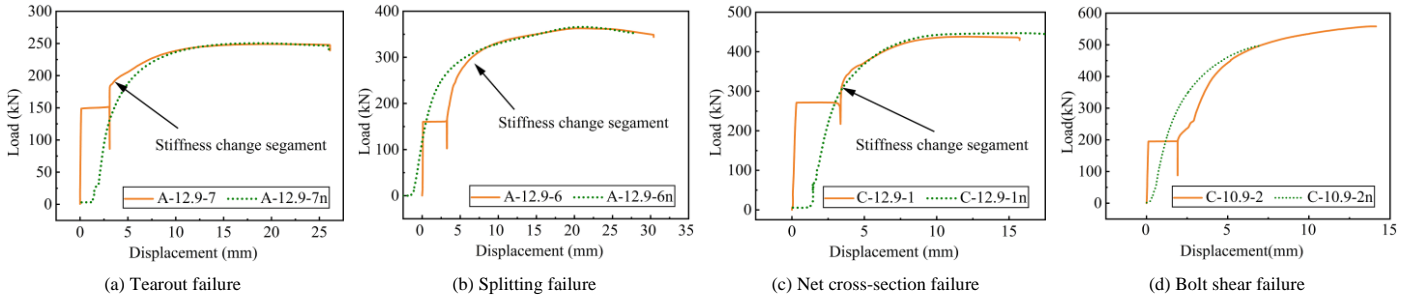 300
250
200
150
100
50
0
Load (kN)
Stiffness change segament
A-12.9-7
A-12.9-7n
0 5 10 15 20 25
Displacement (mm)
(a) Tearout failure
400
300
200
100
0
Load (kN)
Stiffness change segament
A-12.9-6
A-12.9-6n
0 5 10 15 20 25 30 35
Displacement (mm)
(b) Splitting failure
500
400
300
200
100
0
Load (kN)
Stiffness change segament
C-12.9-1
C-12.9-1n
0 5 10 15
Displacement (mm)
(c) Net cross-section failure
600
500
400
300
200
100
0
Load(kN)
C-10.9-2
C-10.9-2n
0 5 10 15
Displacement(mm)
(d) Bolt shear failure